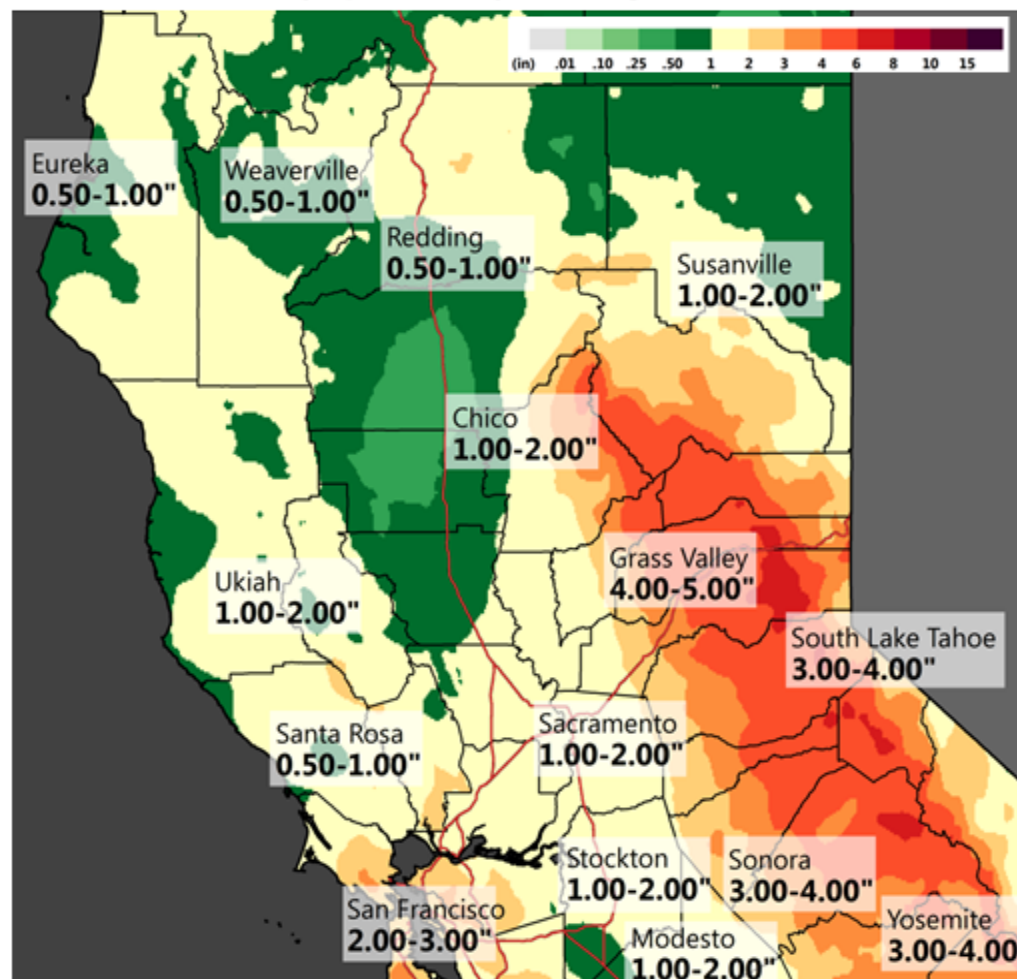 (in) .01 .10 .25 .50 1 2 3 4 6 8 10 15
Eureka
0.50-1.00"
Weaverville
0.50-1.00"
Redding
0.50-1.00"
Susanville
1.00-2.00"
Chico
1.00-2.00"
Grass Valley
4.00-5.00"
Ukiah
1.00-2.00"
South Lake Tahoe
3.00-4.00"
Santa Rosa
0.50-1.00"
Sacramento
1.00-2.00"
Stockton
1.00-2.00"
Sonora
3.00-4.00"
San Francisco
2.00-3.00"
Yosemite
3.00-4.00
Modesto
1.00-2.00"